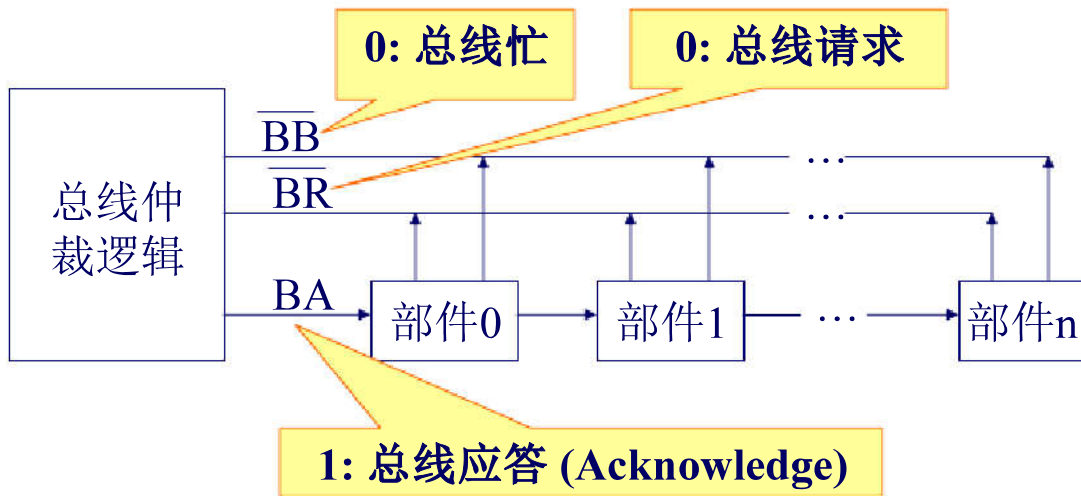 0: 总线忙
0: 总线请求
BB
BR
总线仲
裁逻辑
…
…
BA
部件0
部件1
…
部件n
1: 总线应答 (Acknowledge)